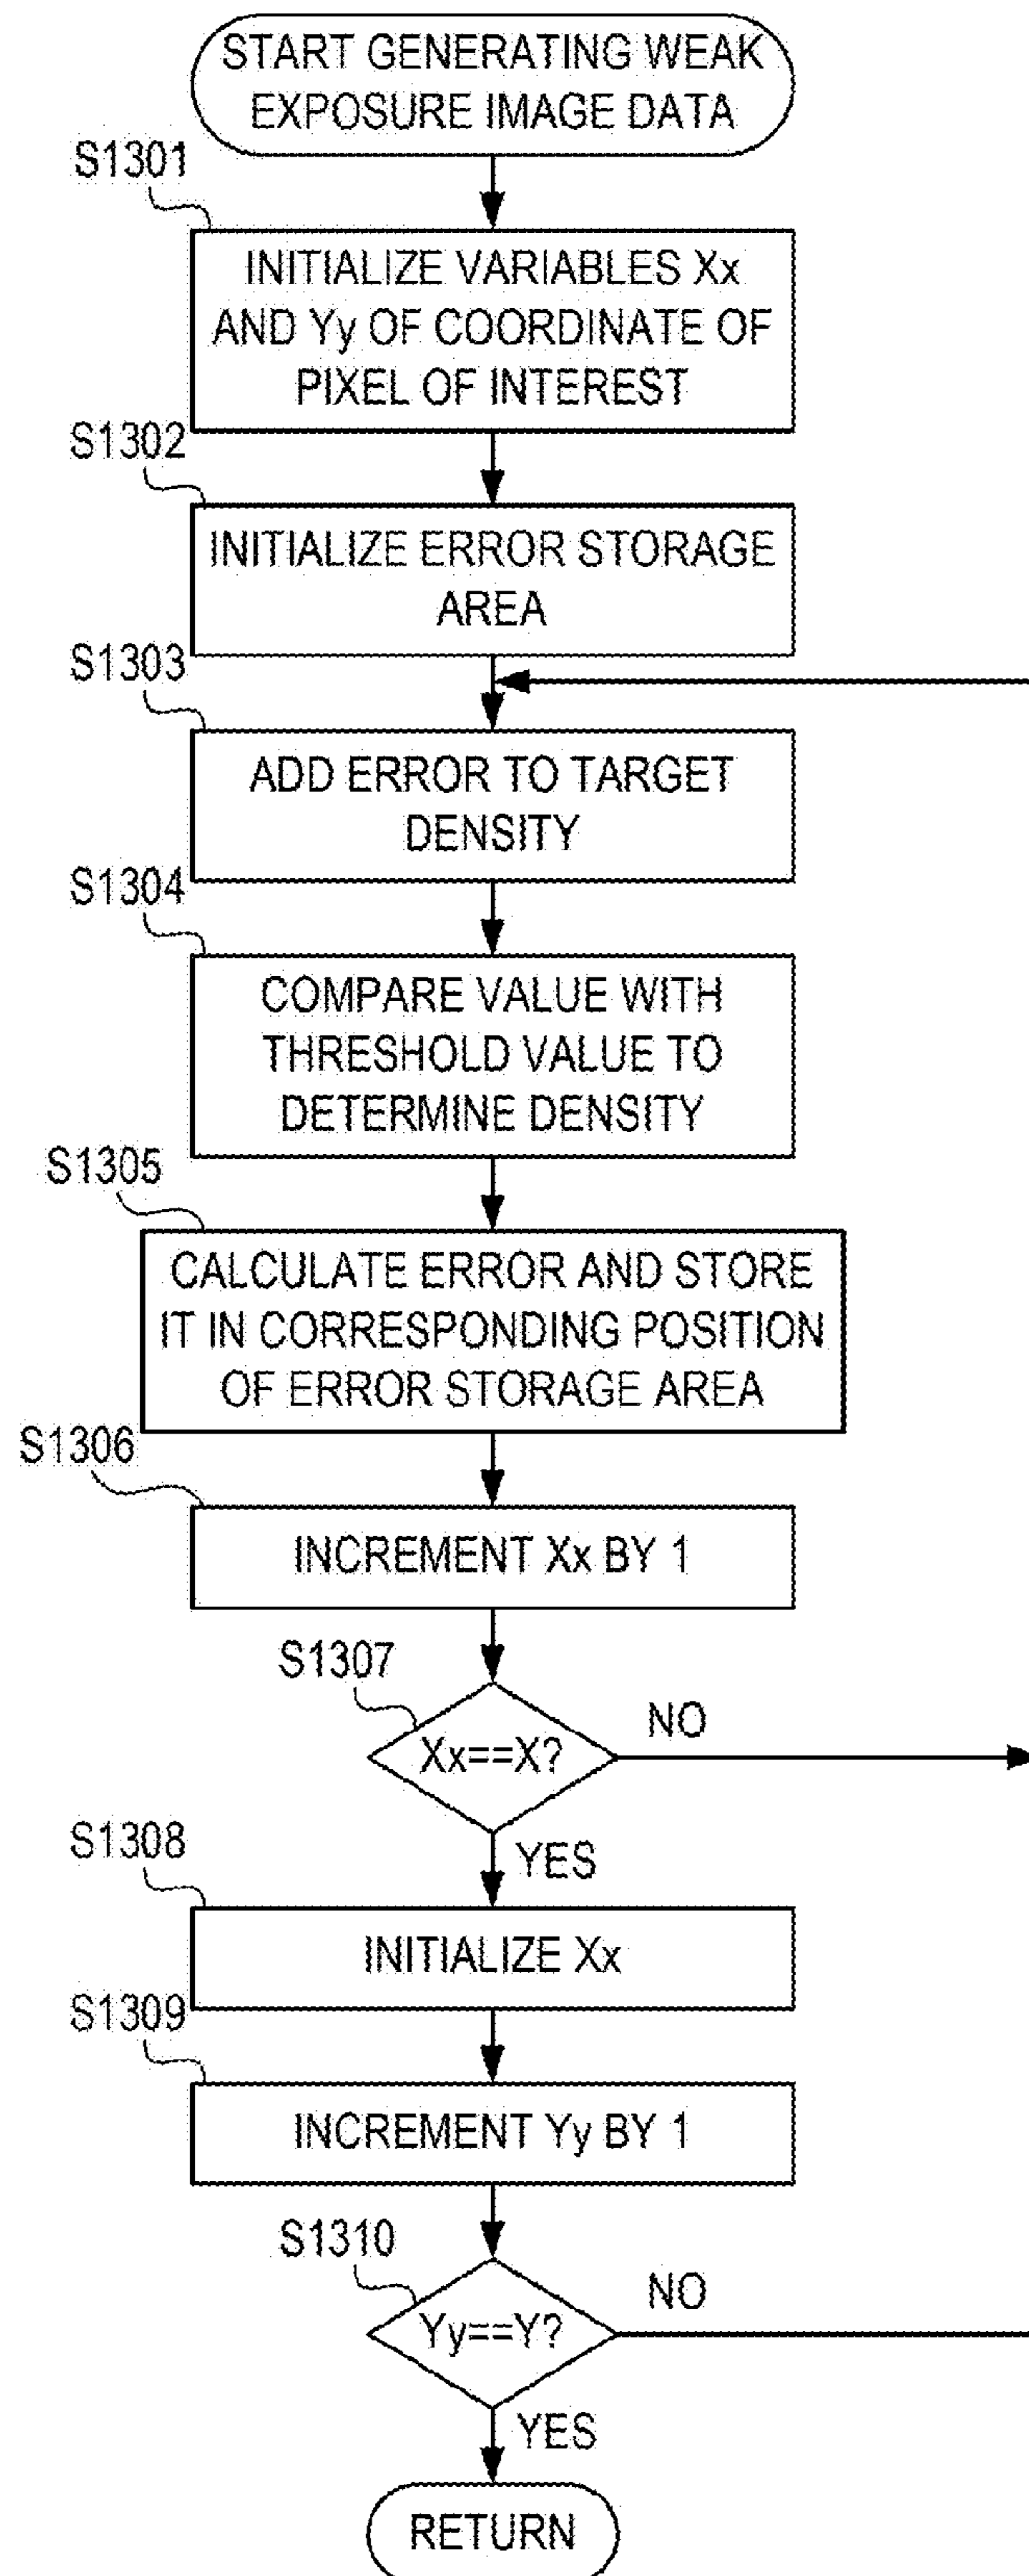 START GENERATING WEAK
EXPOSURE IMAGE DATA
S1301
INITIALIZE VARIABLES Xx
AND Yy OF COORDINATE OF
PIXEL OF INTEREST
S1302
INITIALIZE ERROR STORAGE
AREA
S1303
ADD ERROR TO TARGET
DENSITY
S1304
COMPARE VALUE WITH
THRESHOLD VALUE TO
DETERMINE DENSITY
S1305
CALCULATE ERROR AND STORE
IT IN CORRESPONDING POSITION
OF ERROR STORAGE AREA
S1306
INCREMENT Xx BY 1
S1307
Xx==X?
NO
YES
S1308
INITIALIZE Xx
S1309
INCREMENT Yy BY 1
S1310
Yy==Y?
NO
YES
RETURN